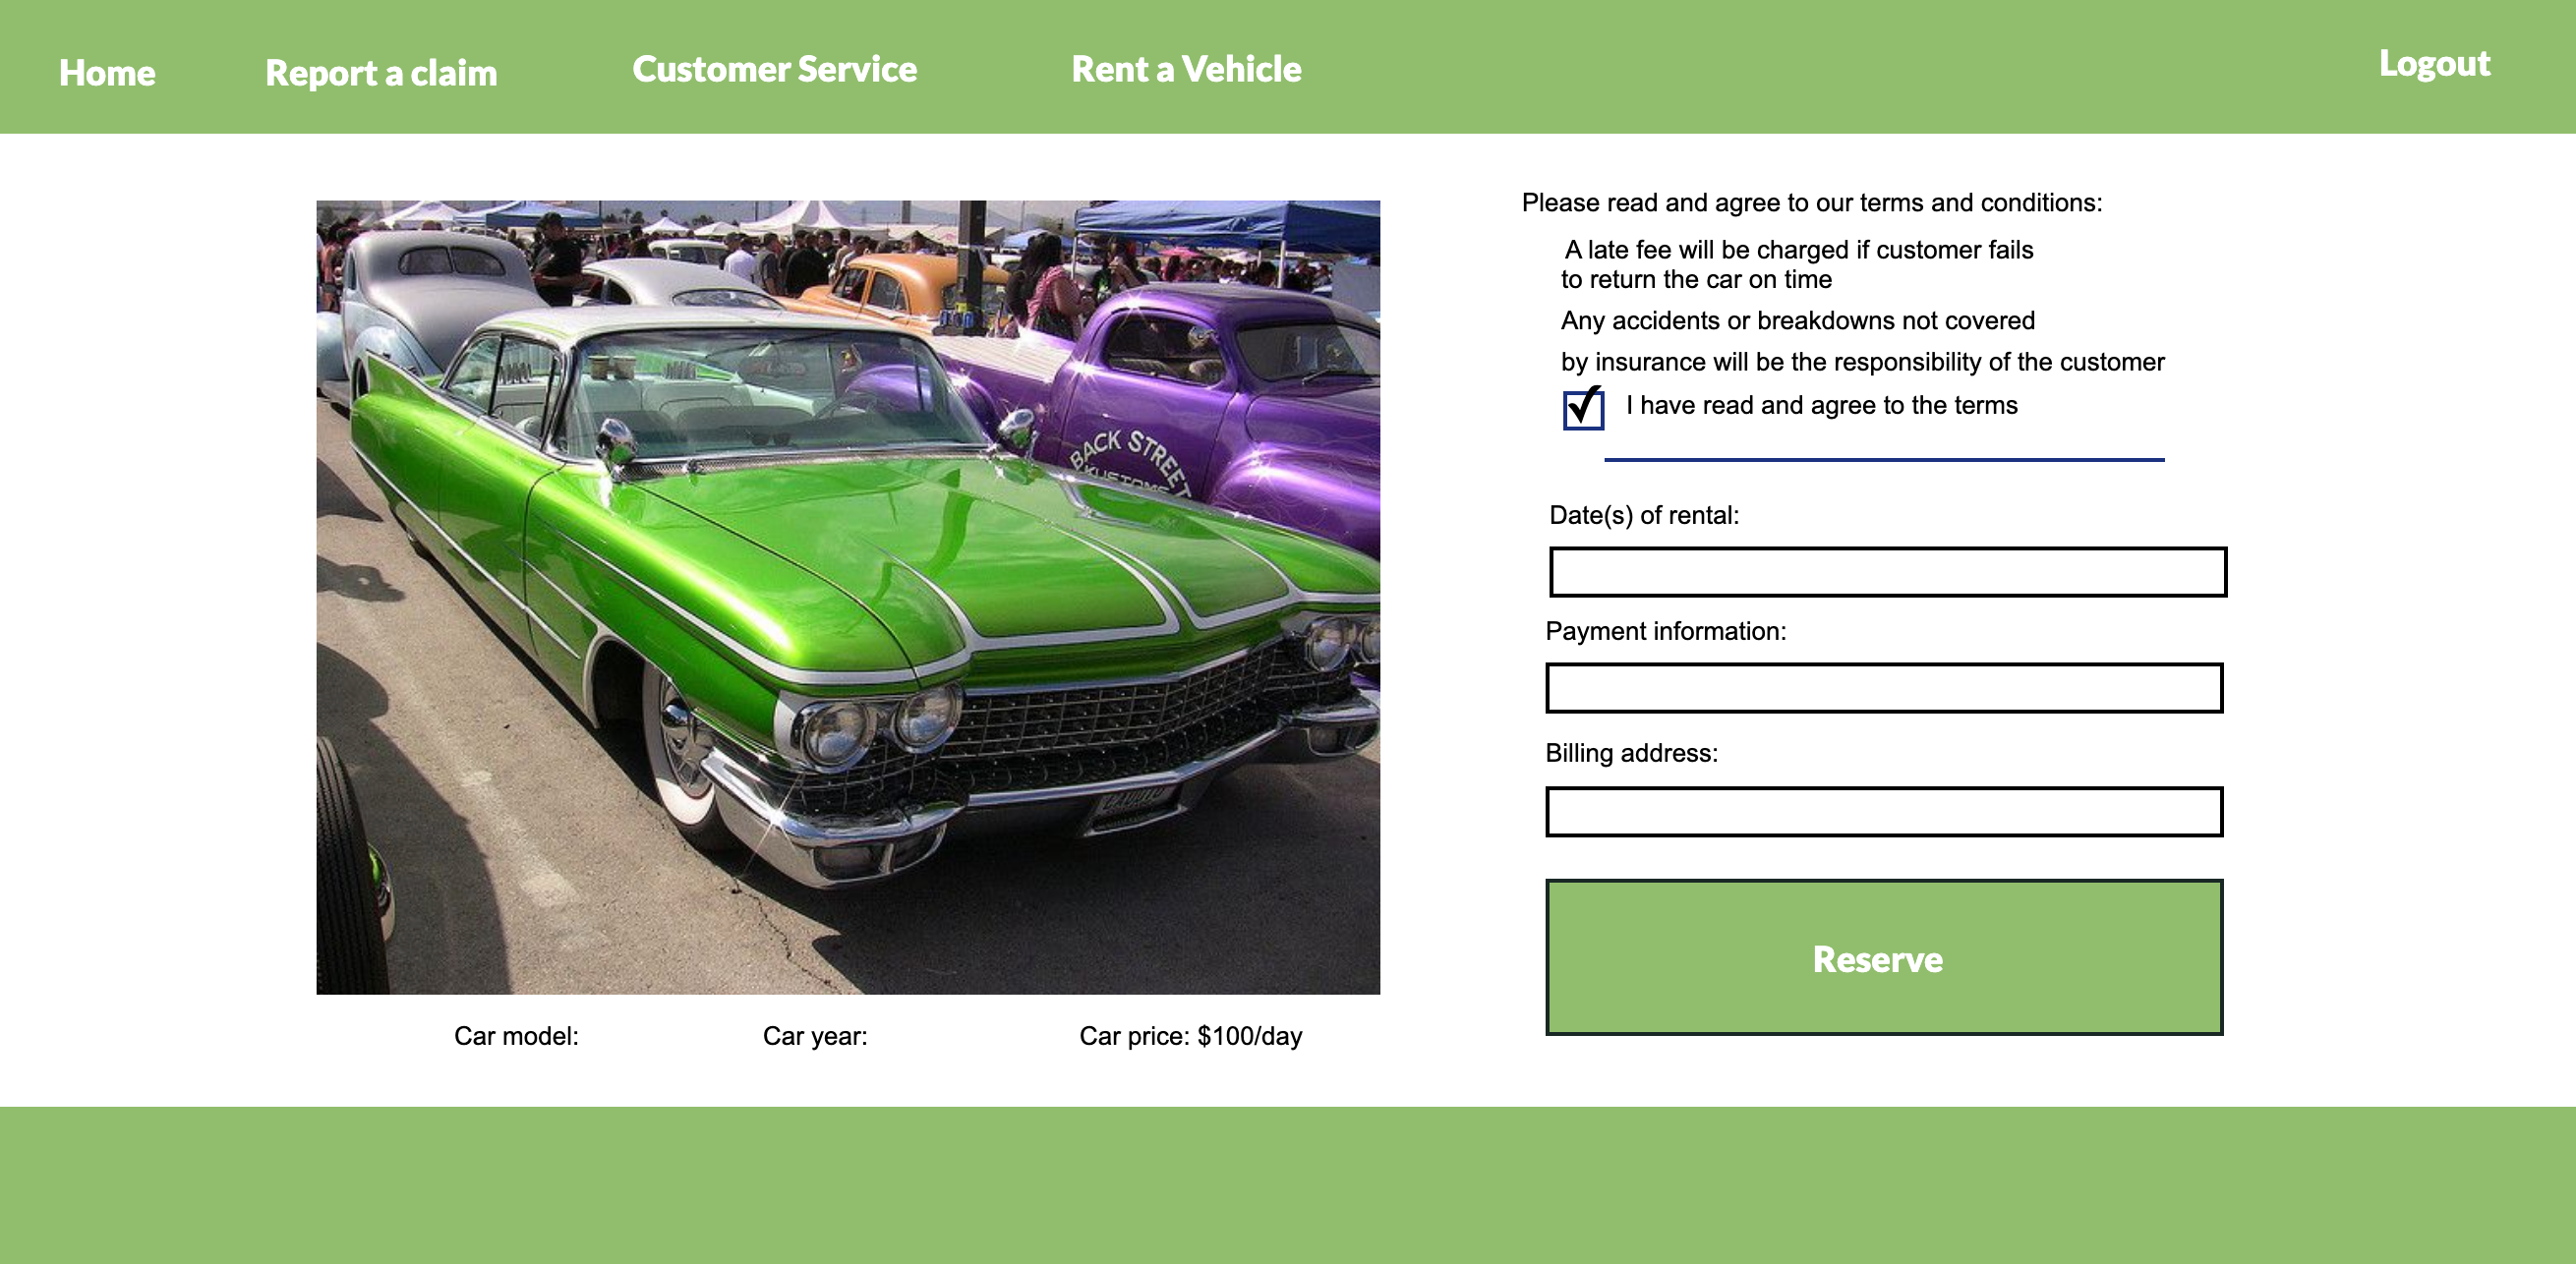 Home
Report a claim
Customer Service
Rent a Vehicle
Logout
Please read and agree to our terms and conditions:
A late fee will be charged if customer fails
to return the car on time
Any accidents or breakdowns not covered
by insurance will be the responsibility of the customer
I have read and agree to the terms
BACK STREET
KUSTOMS
Date(s) of rental:
Payment information:
Billing address:
Reserve
Car model:
Car year:
Car price: $100/day